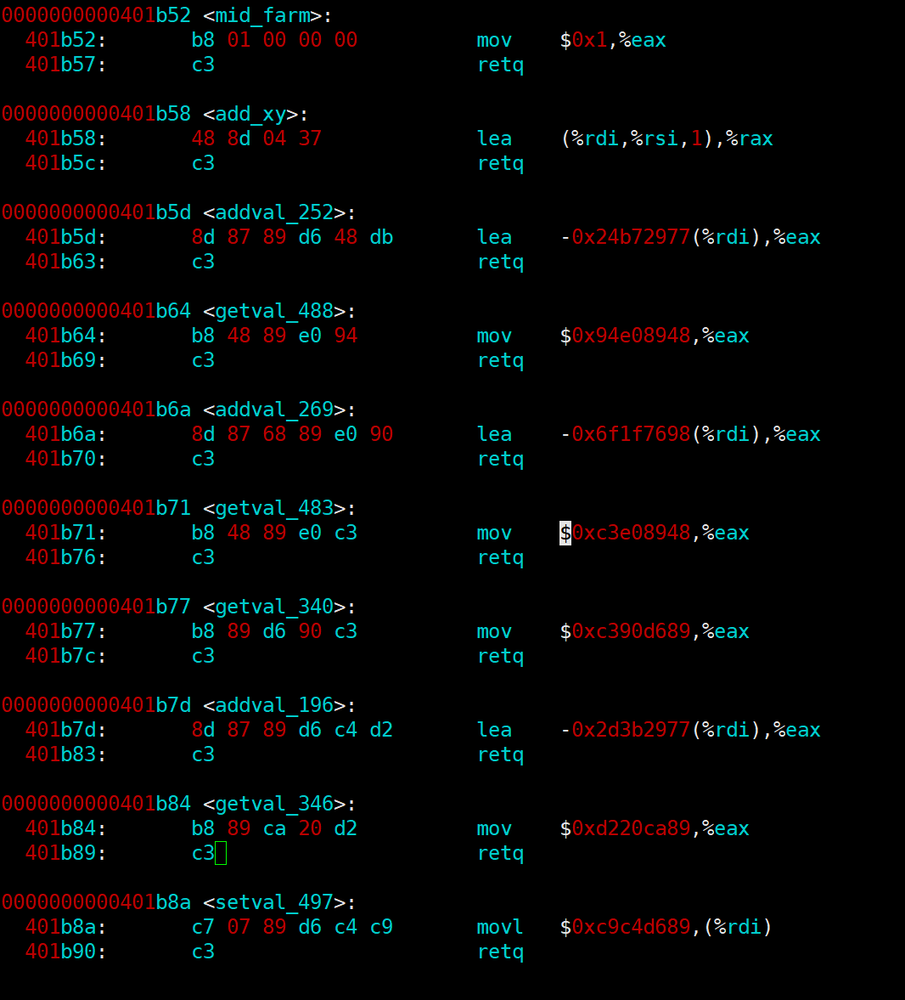 0000000000401b52 <mid_farm>:
  401b52:       b8 01 00 00 00          mov    $0x1,%eax
  401b57:       c3                      retq

0000000000401b58 <add_xy>:
  401b58:       48 8d 04 37             lea    (%rdi,%rsi,1),%rax
  401b5c:       c3                      retq

0000000000401b5d <addval_252>:
  401b5d:       8d 87 89 d6 48 db       lea    -0x24b72977(%rdi),%eax
  401b63:       c3                      retq

0000000000401b64 <getval_488>:
  401b64:       b8 48 89 e0 94          mov    $0x94e08948,%eax
  401b69:       c3                      retq

0000000000401b6a <addval_269>:
  401b6a:       8d 87 68 89 e0 90       lea    -0x6f1f7698(%rdi),%eax
  401b70:       c3                      retq

0000000000401b71 <getval_483>:
  401b71:       b8 48 89 e0 c3          mov    $0xc3e08948,%eax
  401b76:       c3                      retq

0000000000401b77 <getval_340>:
  401b77:       b8 89 d6 90 c3          mov    $0xc390d689,%eax
  401b7c:       c3                      retq

0000000000401b7d <addval_196>:
  401b7d:       8d 87 89 d6 c4 d2       lea    -0x2d3b2977(%rdi),%eax
  401b83:       c3                      retq

0000000000401b84 <getval_346>:
  401b84:       b8 89 ca 20 d2          mov    $0xd220ca89,%eax
  401b89:       c3                      retq

0000000000401b8a <setval_497>:
  401b8a:       c7 07 89 d6 c4 c9       movl   $0xc9c4d689,(%rdi)
  401b90:       c3                      retq